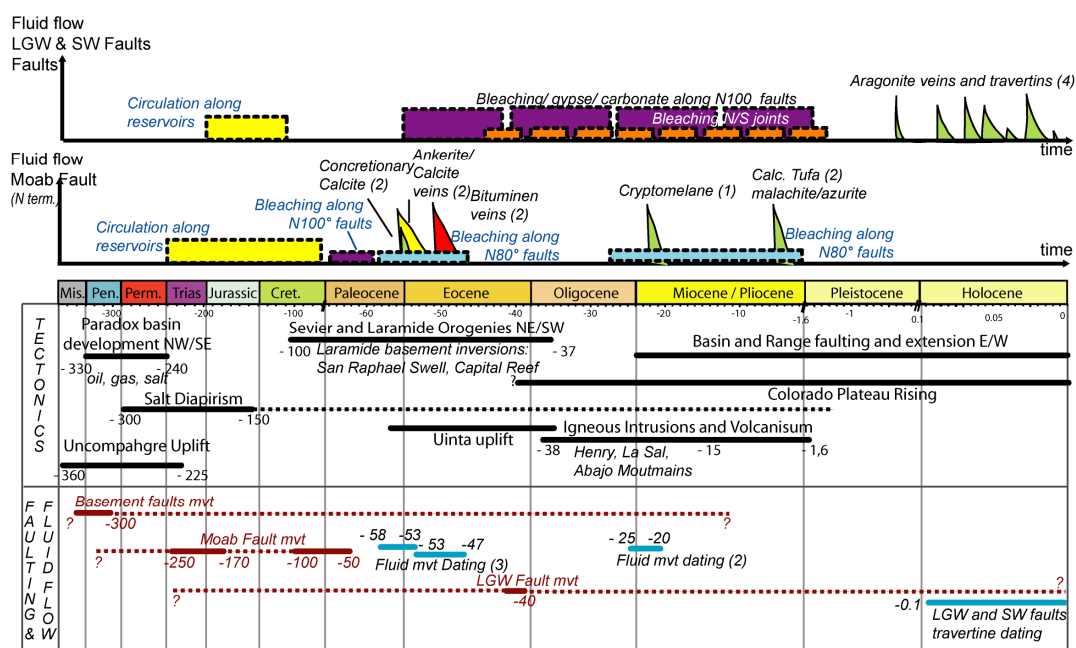 Fluid flow
LGW & SW Faults
Faults
Circulation along
reservoirs
Bleaching/ gypse/ carbonate along N100 faults
Bleaching N/S joints
Aragonite veins and travertins (4)
time
Fluid flow
Moab Fault
(N term.)
Circulation along
reservoirs
Bleaching along
N100° faults
Concretionary
Calcite (2)
Ankerite/
Calcite
veins (2)
Bituminen
veins (2)
Bleaching along
N80° faults
Cryptomelane (1)
Calc. Tufa (2)
malachite/azurite
Bleaching along
N80° faults
time
Mis. Pen. Perm. Trias Jurassic Cret. Paleocene Eocene Oligocene Miocene / Pliocene Pleistocene Holocene
-300 -200 -100 -60 -50 -40 -30 -20 -10 -1,6 -1 0.1 0.05 0
TECTONICS
Paradox basin
development NW/SE
- 330 -240
oil, gas, salt
Sevier and Laramide Orogenies NE/SW
- 100 - 37
Laramide basement inversions:
San Raphael Swell, Capital Reef
Basin and Range faulting and extension E/W
?
Colorado Plateau Rising
Salt Diapirism
- 300 - 150
Uinta uplift
Igneous Intrusions and Volcanism
- 38 - 15 - 1,6
Henry, La Sal,
Abajo Moutmains
Uncompahgre Uplift
-360 - 225
FAULTING &
FLUID FLOW
Basement faults mvt
? -300 ?
Moab Fault mvt
? -250 -170 -100 -50
- 58 -53
- 53 -47
Fluid mvt Dating (3)
- 25 -20
Fluid mvt dating (2)
LGW Fault mvt
? -40 ?
-0.1
LGW and SW faults
travertine dating